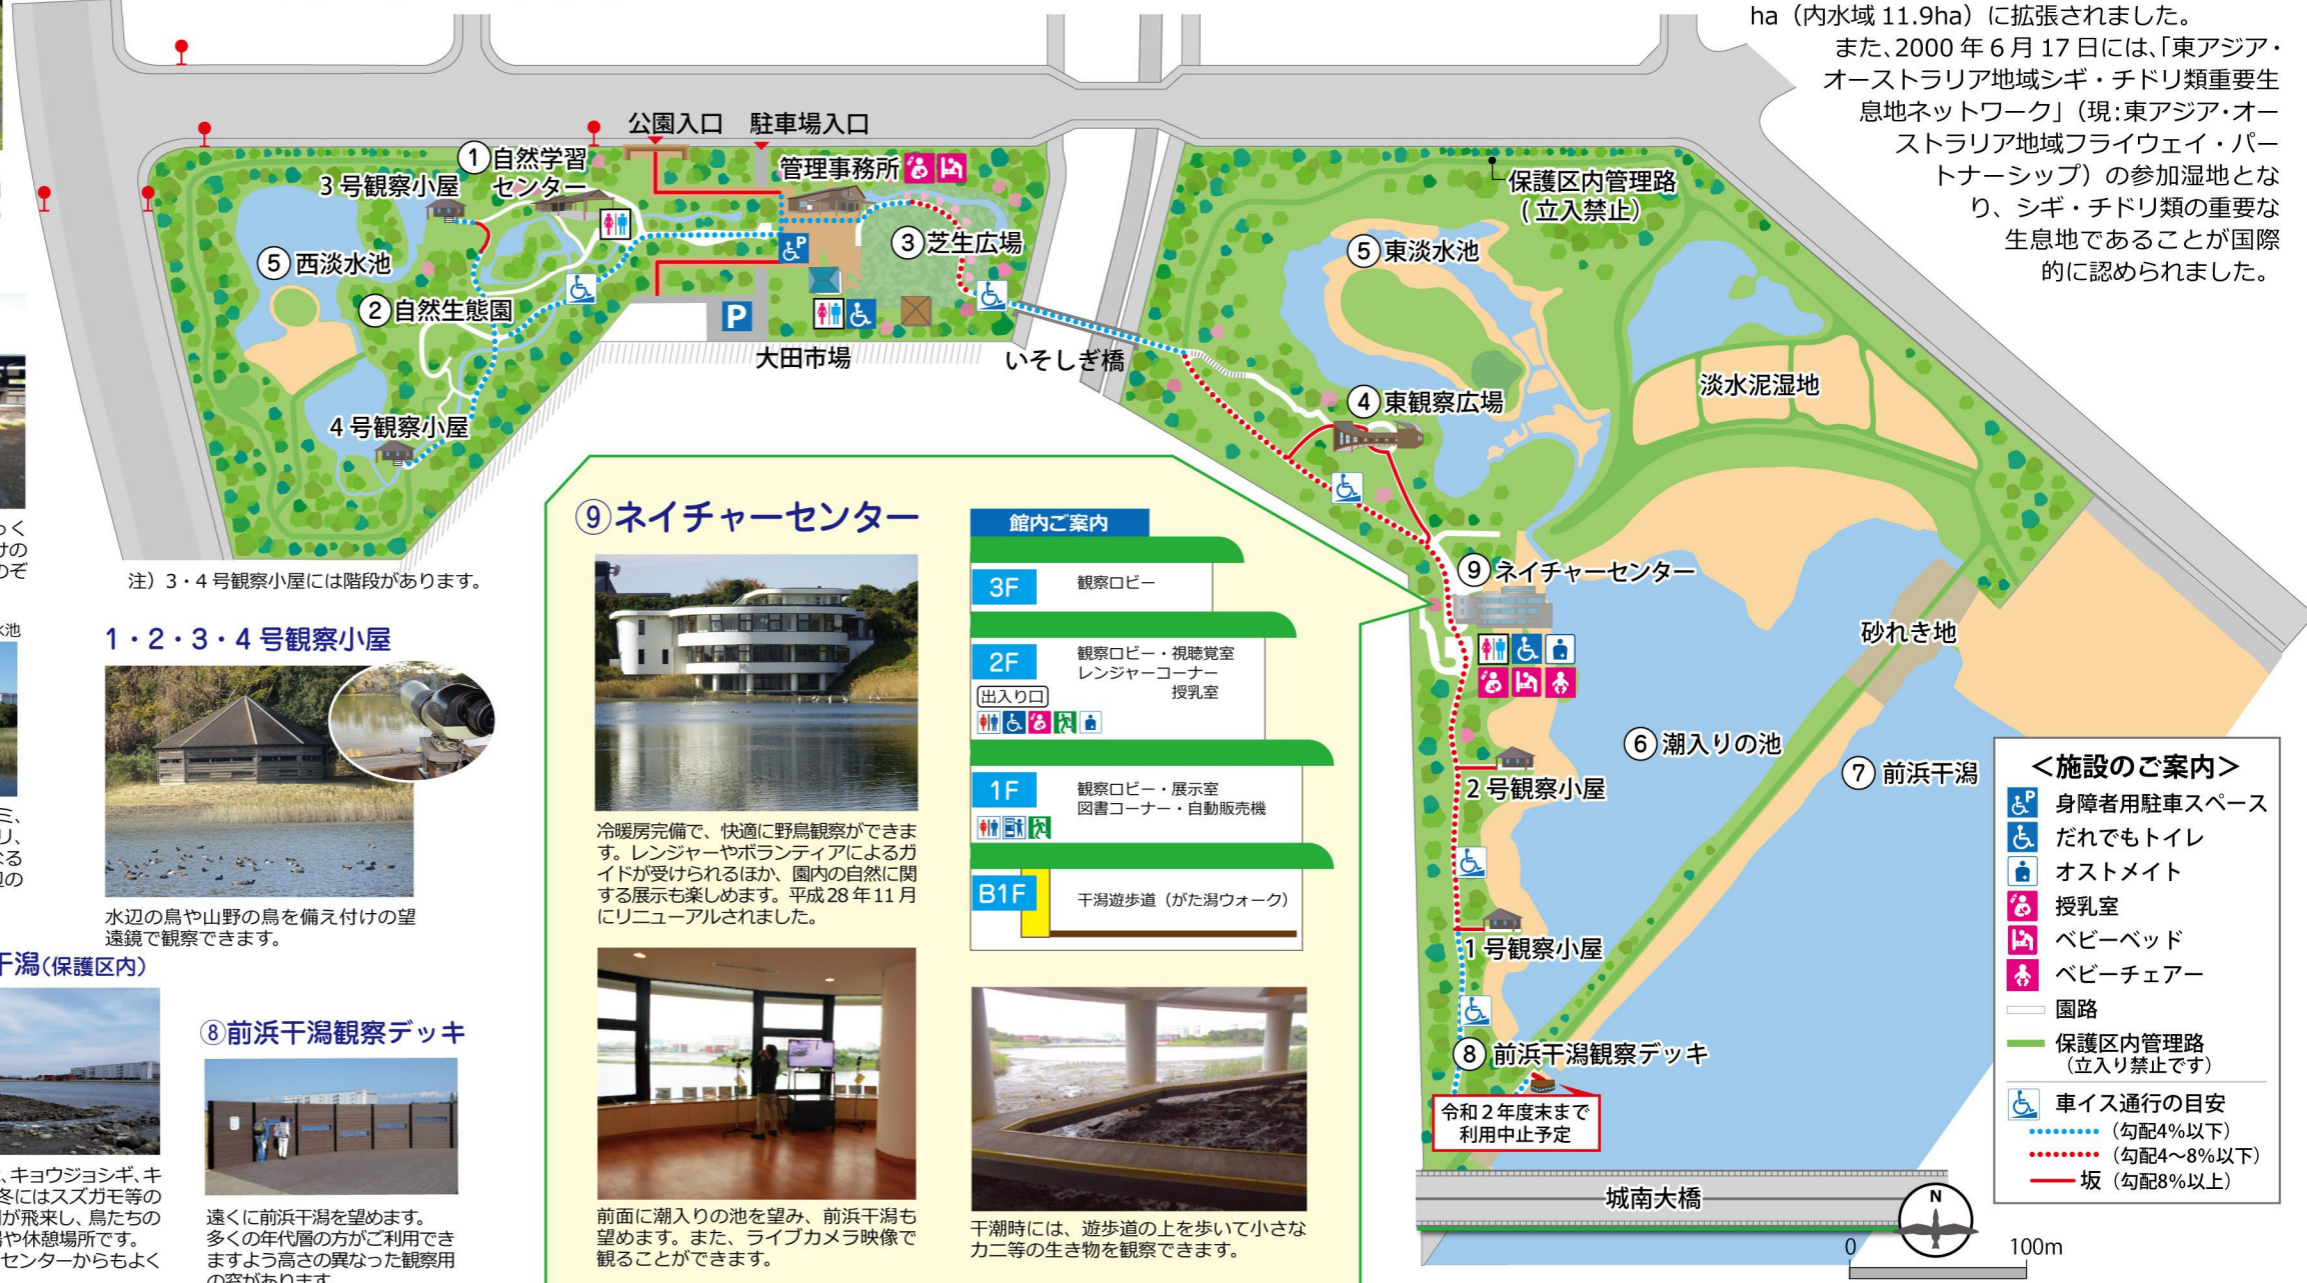 ha（内水域 11.9ha）に拡張されました。
また、2000 年 6 月 17 日には、「東アジア・
オーストラリア地域シギ・チドリ類重要生
息地ネットワーク」（現：東アジア・オー
ストラリア地域フライウェイ・パー
トナーシップ）の参加湿地とな
り、シギ・チドリ類の重要な
生息地であることが国際
的に認められました。
公園入口
駐車場入口
①自然学習
センター
3 号観察小屋
管理事務所
③芝生広場
⑤西淡水池
②自然生態園
4 号観察小屋
P
P
大田市場
いそしぎ橋
保護区内管理路
(立入禁止)
⑤東淡水池
淡水泥湿地
④東観察広場
⑨ネイチャーセンター
砂れき地
⑥潮入りの池
⑦前浜干潟
2 号観察小屋
1 号観察小屋
⑧前浜干潟観察デッキ
令和２年度末まで
利用中止予定
城南大橋
N
0
100m
注）3・4 号観察小屋には階段があります。
1・2・3・4 号観察小屋
水辺の鳥や山野の鳥を備え付けの望
遠鏡で観察できます。
干潟(保護区内)
、キョウジョシギ、キ
冬にはスズガモ等の
が飛来し、鳥たちの
や休憩場所です。
センターからもよく
⑧前浜干潟観察デッキ
遠くに前浜干潟を望めます。
多くの年代層の方がご利用でき
ますよう高さの異なった観察用
の窓があります
⑨ネイチャーセンター
冷暖房完備で、快適に野鳥観察ができま
す。レンジャーやボランティアによるガ
イドが受けられるほか、園内の自然に関
する展示も楽しめます。平成 28 年 11 月
にリニューアルされました。
前面に潮入りの池を望み、前浜干潟も
望めます。また、ライブカメラ映像で
観ることができます。
館内ご案内
3F
観察ロビー
2F
観察ロビー・視聴覚室
レンジャーコーナー
授乳室
出入り口
1F
観察ロビー・展示室
図書コーナー・自動販売機
B1F
干潟遊歩道（がた潟ウォーク）
干潮時には、遊歩道の上を歩いて小さな
カニ等の生き物を観察できます。
＜施設のご案内＞
P
身障者用駐車スペース
だれでもトイレ
オストメイト
授乳室
ベビーベッド
ベビーチェアー
園路
保護区内管理路
（立入り禁止です）
車イス通行の目安
（勾配4%以下）
（勾配4～8%以下）
坂（勾配8%以上）